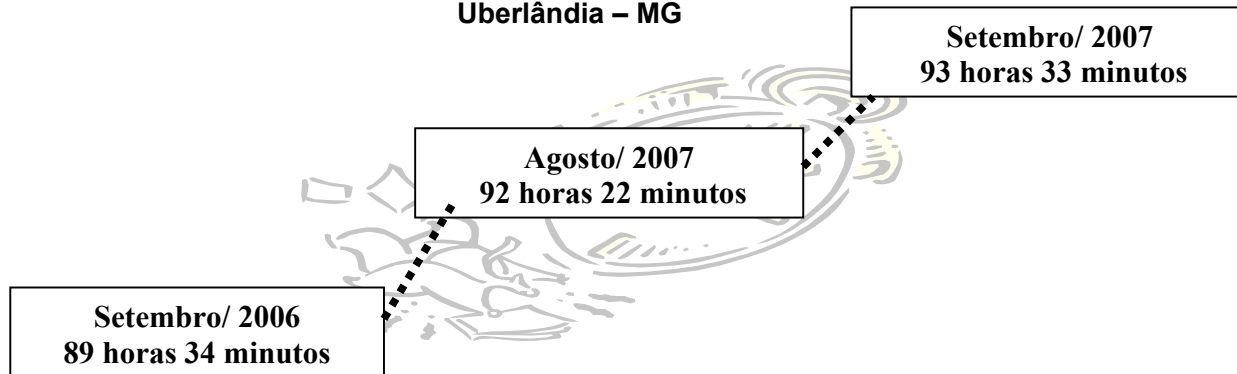 Uberlândia – MG
Setembro/ 2007
93 horas 33 minutos
Agosto/ 2007
92 horas 22 minutos
Setembro/ 2006
89 horas 34 minutos